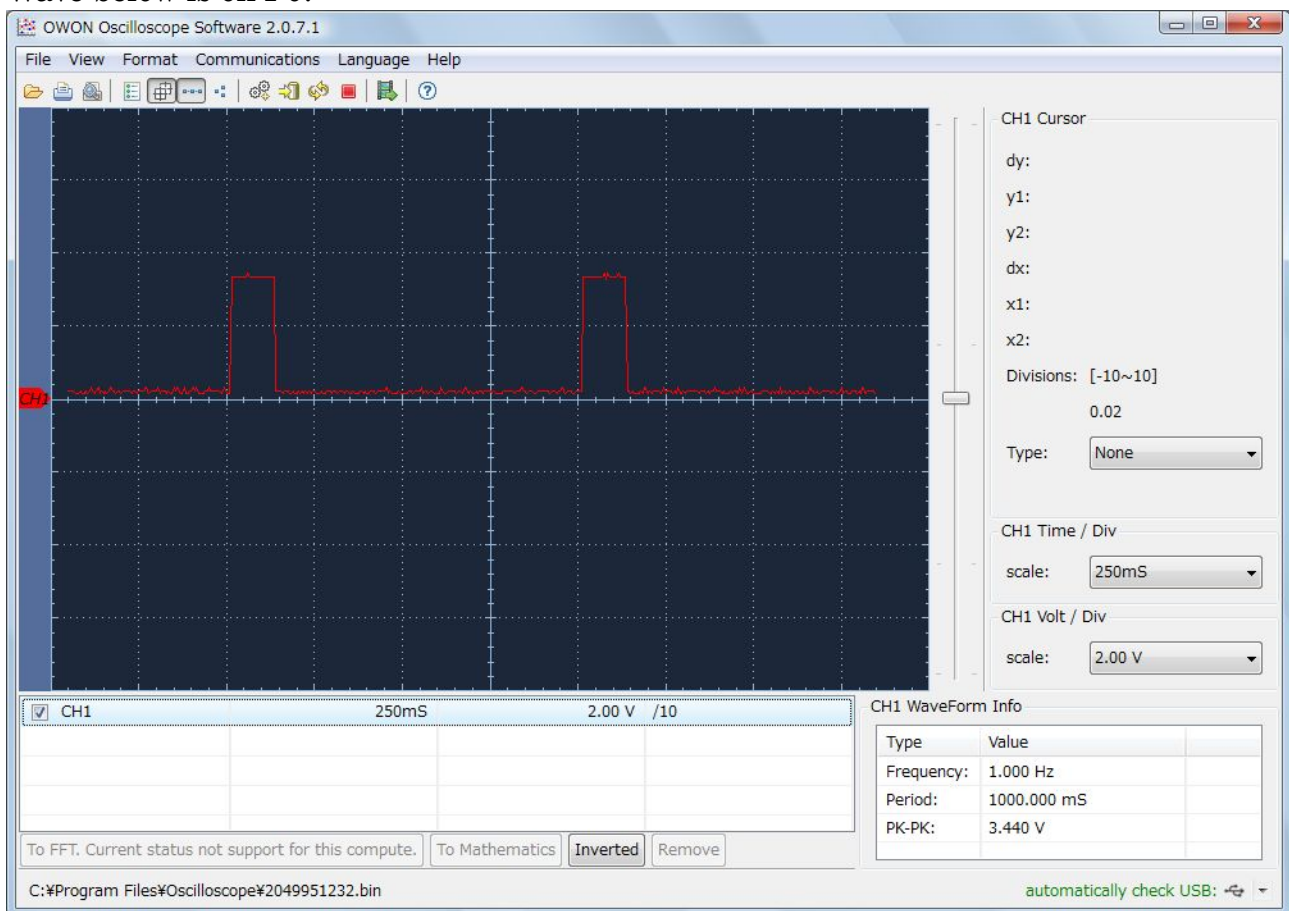 OWON Oscilloscope Software 2.0.7.1
File View Format Communications Language Help
CH1 Cursor
dy:
y1:
y2:
dx:
x1:
x2:
Divisions: [-10~10]
0.02
Type: None
CH1
CH1 Time / Div
scale: 250mS
CH1 Volt / Div
scale: 2.00 V
CH1 250mS 2.00 V /10
CH1 WaveForm Info
Type Value
Frequency: 1.000 Hz
Period: 1000.000 mS
PK-PK: 3.440 V
To FFT. Current status not support for this compute. To Mathematics Inverted Remove
C:¥Program Files¥Oscilloscope¥2049951232.bin
automatically check USB: